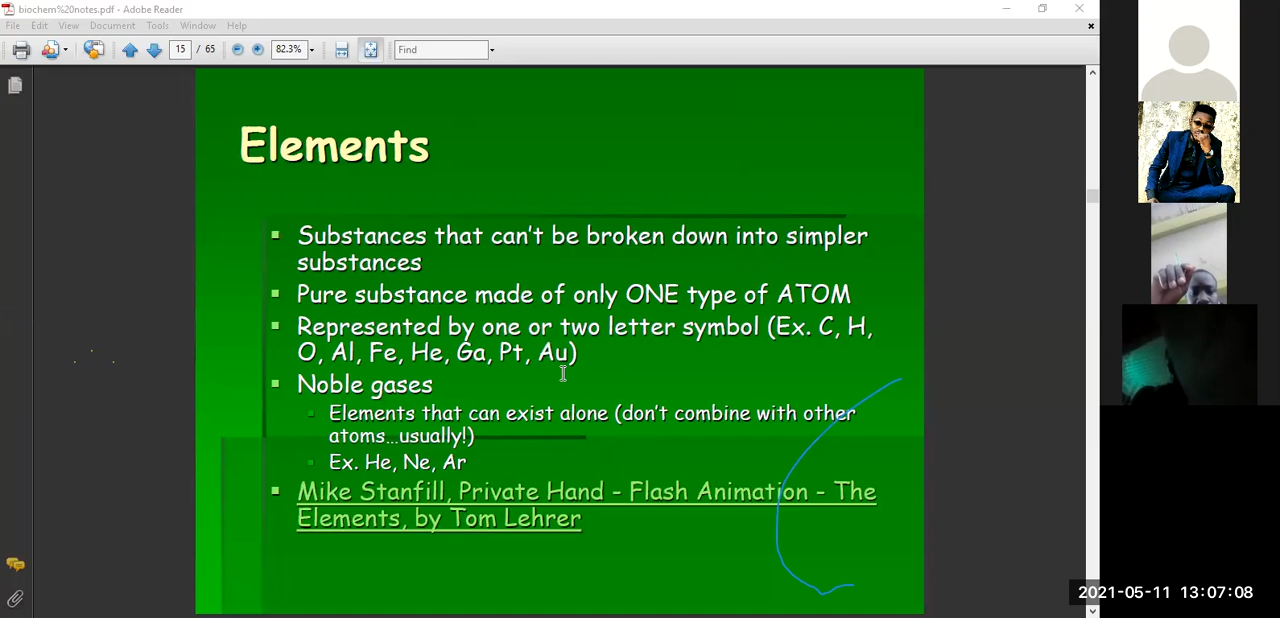 biochem%20notes.pdf - Adobe Reader
File Edit View Document Tools Window Help
15 / 65 82.3% Find
Elements
Substances that can't be broken down into simpler
substances
Pure substance made of only ONE type of ATOM
Represented by one or two letter symbol (Ex. C, H,
O, Al, Fe, He, Ga, Pt, Au)
Noble gases
Elements that can exist alone (don't combine with other
atoms…usually!)
Ex. He, Ne, Ar
Mike Stanfill, Private Hand - Flash Animation - The
Elements, by Tom Lehrer
2021-05-11 13:07:08